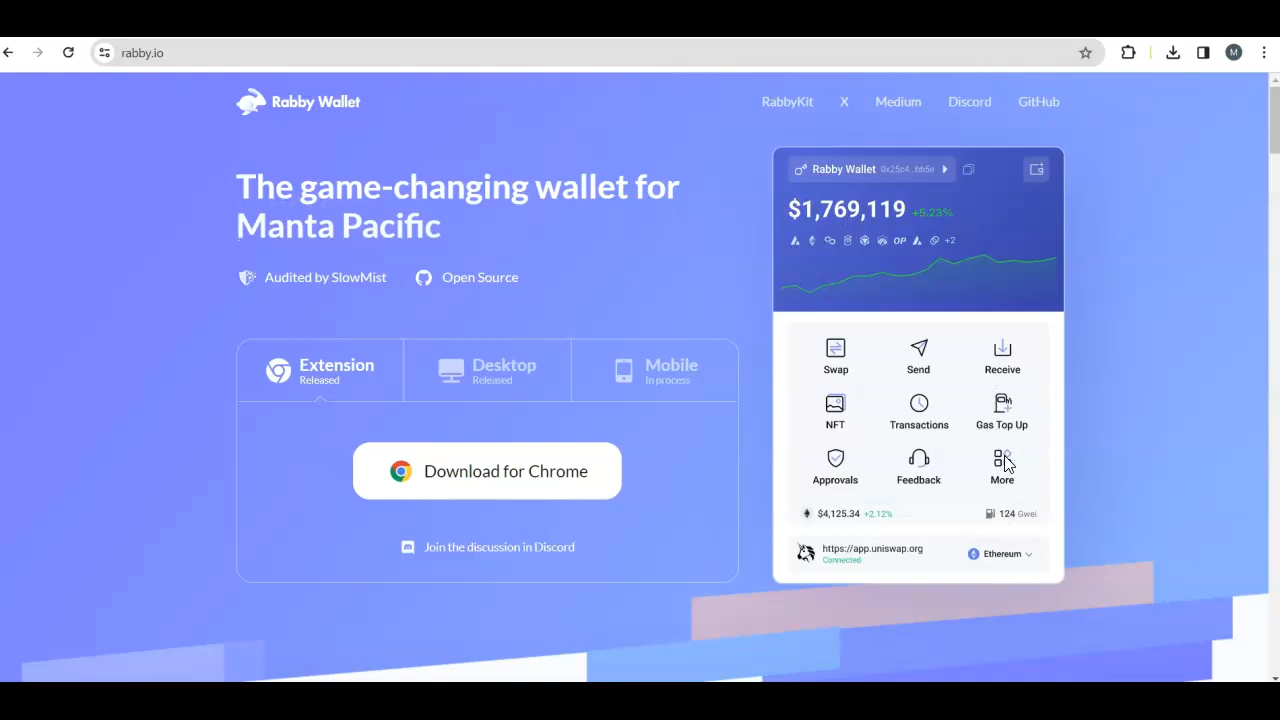 rabby.io
M
Rabby Wallet
RabbyKit
X
Medium
Discord
GitHub
The game-changing wallet for
Manta Pacific
Audited by SlowMist
Open Source
Extension
Released
Desktop
Released
Mobile
In process
Download for Chrome
Join the discussion in Discord
Rabby Wallet 0x25c4...bb5e
$1,769,119 +5.23%
OP +2
Swap
Send
Receive
NFT
Transactions
Gas Top Up
Approvals
Feedback
More
$4,125.34 +2.12%
124 Gwei
https://app.uniswap.org
Connected
Ethereum